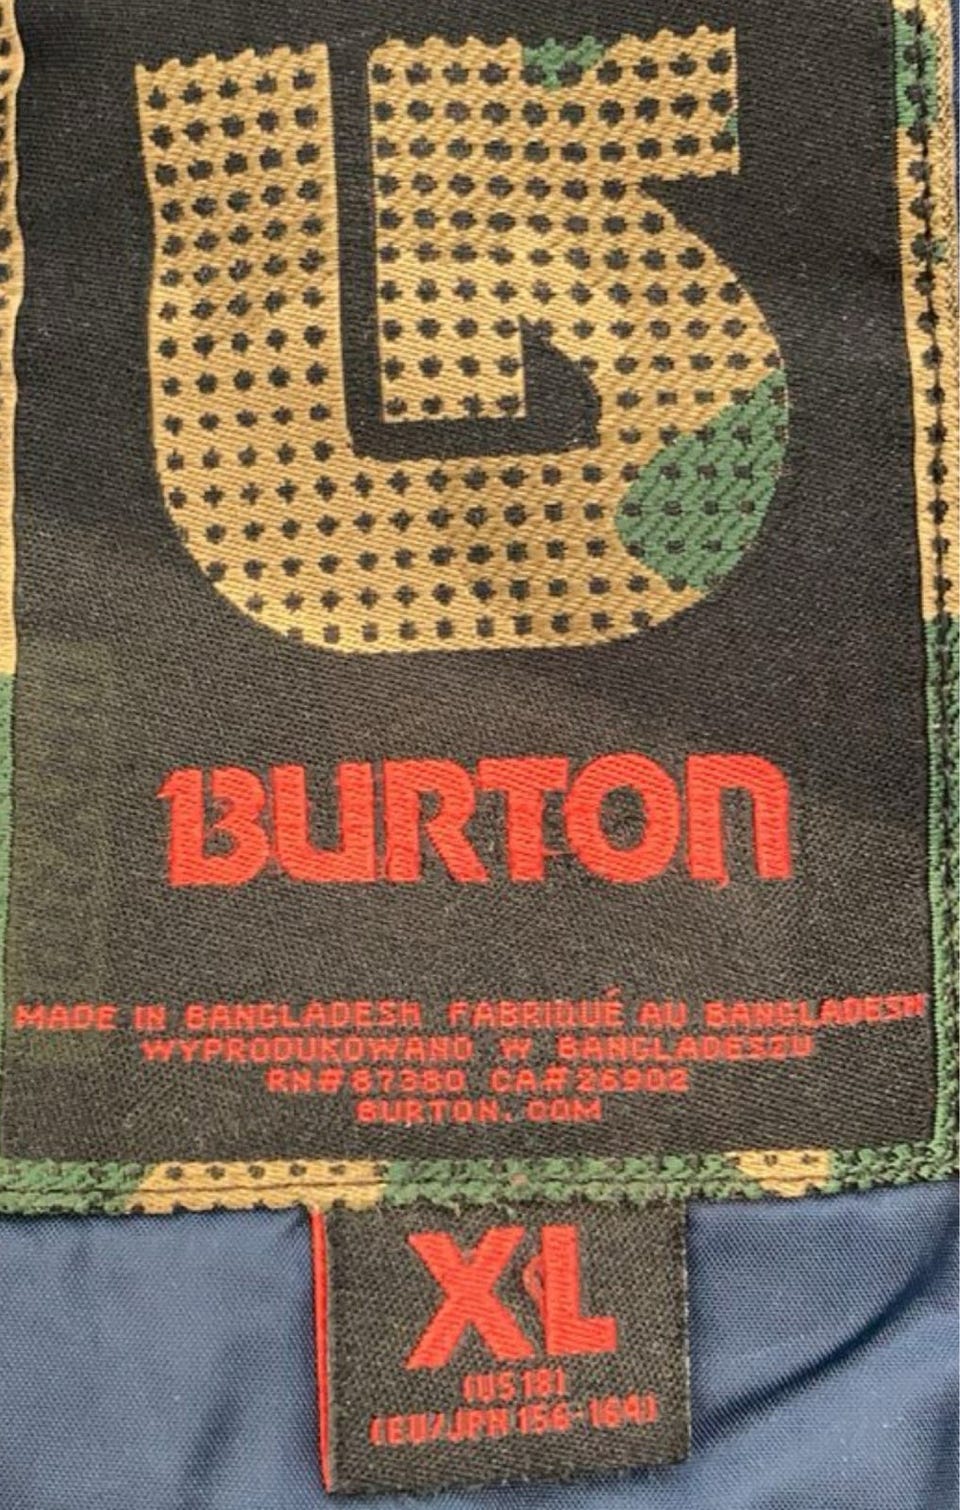 BURTON
MADE IN BANGLADESH FABRIQUÉ AU BANGLADESH
WYPRODUKOWANO W BANGLADESZU
RN#87380 CA#26902
BURTON.COM
XL
(US 18)
(EU/JPN 156-164)